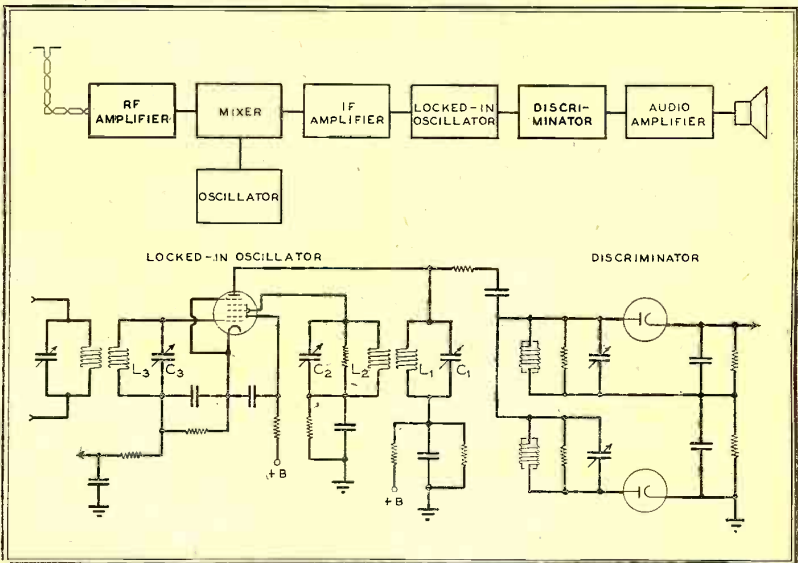 RF
AMPLIFIER
MIXER
IF
AMPLIFIER
LOCKED-IN
OSCILLATOR
DISCRI-
MINATOR
AUDIO
AMPLIFIER
OSCILLATOR
LOCKED-IN OSCILLATOR
DISCRIMINATOR
L3
C3
C2
L2
L1
C1
+B
+B